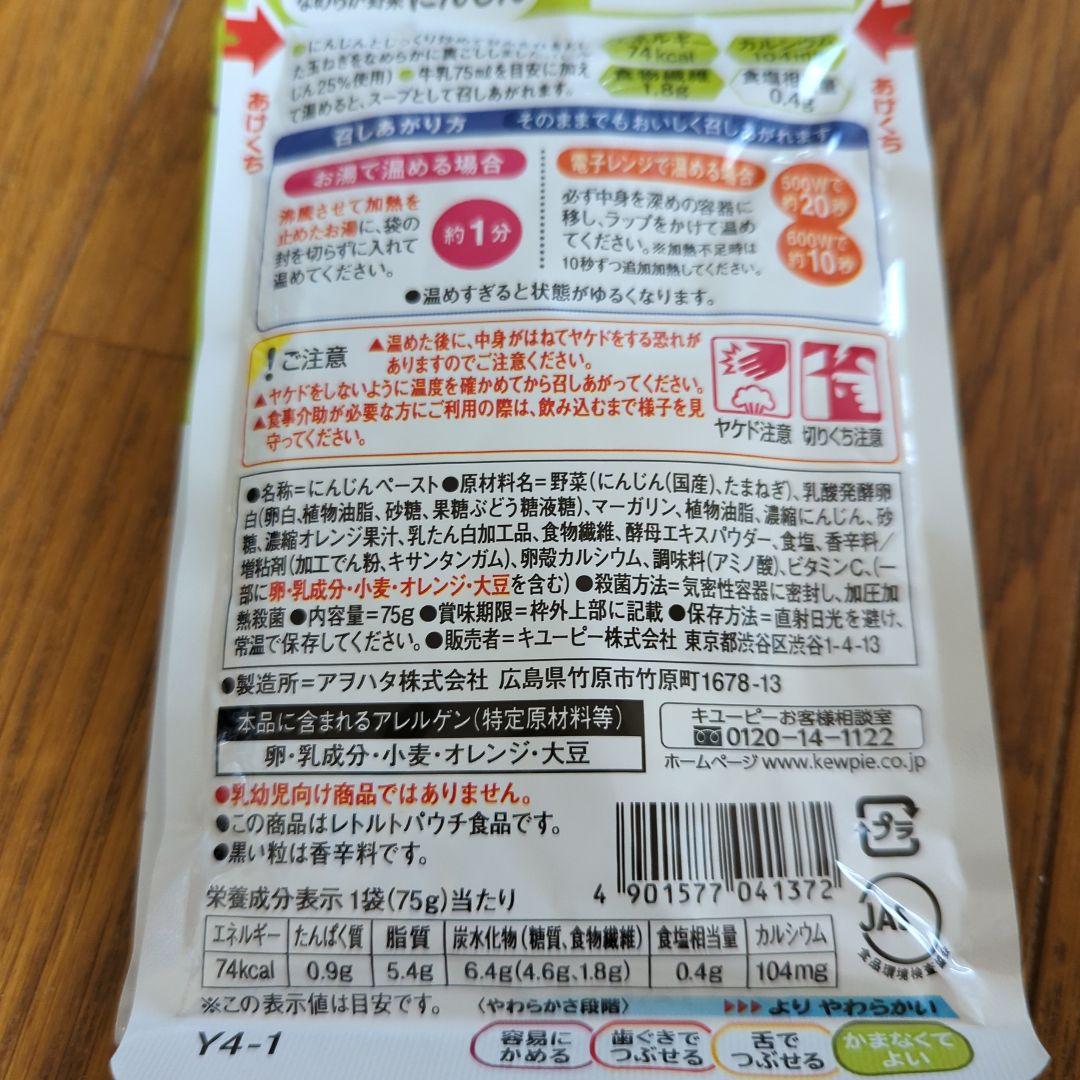 なめらか野菜 にんじん
た玉ねぎをなめらかに裏ごししました
じん25%使用) ●牛乳75mlを目安に加え
て温めると、スープとして召しあがれます。
74kcal
カルシウム
104mg
食物繊維
1.8g
食塩相当量
0.4g
あけくち
あけくち
召しあがり方 そのままでもおいしく召しあがれます
お湯で温める場合
沸騰させて加熱を
止めたお湯に、袋の
封を切らずに入れて
温めてください。
約1分
電子レンジで温める場合
必ず中身を深めの容器に
移し、ラップをかけて温め
てください。※加熱不足時は
10秒ずつ追加加熱してください。
500Wで
約20秒
600Wで
約10秒
●温めすぎると状態がゆるくなります。
!ご注意
▲温めた後に、中身がはねてヤケドをする恐れが
ありますのでご注意ください。
▲ヤケドをしないように温度を確かめてから召しあがってください。
▲食事介助が必要な方にご利用の際は、飲み込むまで様子を見
守ってください。
ヤケド注意 切りくち注意
●名称=にんじんペースト●原材料名=野菜(にんじん(国産)、たまねぎ)、乳酸発酵卵
白(卵白、植物油脂、砂糖、果糖ぶどう糖液糖)、マーガリン、植物油脂、濃縮にんじん、砂
糖、濃縮オレンジ果汁、乳たん白加工品、食物繊維、酵母エキスパウダー、食塩、香辛料/
増粘剤(加工でん粉、キサンタンガム)、卵殻カルシウム、調味料(アミノ酸)、ビタミンC、(一
部に卵・乳成分・小麦・オレンジ・大豆を含む)●殺菌方法=気密性容器に密封し、加圧加
熱殺菌●内容量=75g●賞味期限=枠外上部に記載●保存方法=直射日光を避け、
常温で保存してください。●販売者=キユーピー株式会社 東京都渋谷区渋谷1-4-13
●製造所=アヲハタ株式会社 広島県竹原市竹原町1678-13
本品に含まれるアレルゲン(特定原材料等)
卵・乳成分・小麦・オレンジ・大豆
キユーピーお客様相談室
0120-14-1122
ホームページwww.kewpie.co.jp
●乳幼児向け商品ではありません。
●この商品はレトルトパウチ食品です。
●黒い粒は香辛料です。
4 901577 041372
プラ
JAS
栄養成分表示 1袋(75g)当たり
エネルギー たんぱく質 脂質 炭水化物(糖質、食物繊維) 食塩相当量 カルシウム
74kcal 0.9g 5.4g 6.4g(4.6g、1.8g) 0.4g 104mg
※この表示値は目安です。
〈やわらかさ段階〉 よりやわらかい
Y4-1
容易に
かめる
歯ぐきで
つぶせる
舌で
つぶせる
かまなくて
よい